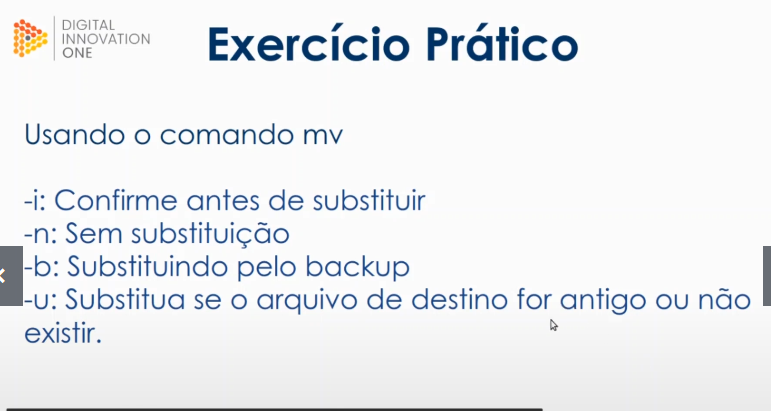 DIGITAL
INNOVATION
ONE
Exercício Prático
Usando o comando mv
-i: Confirme antes de substituir
-n: Sem substituição
-b: Substituindo pelo backup
-u: Substitua se o arquivo de destino for antigo ou não
existir.